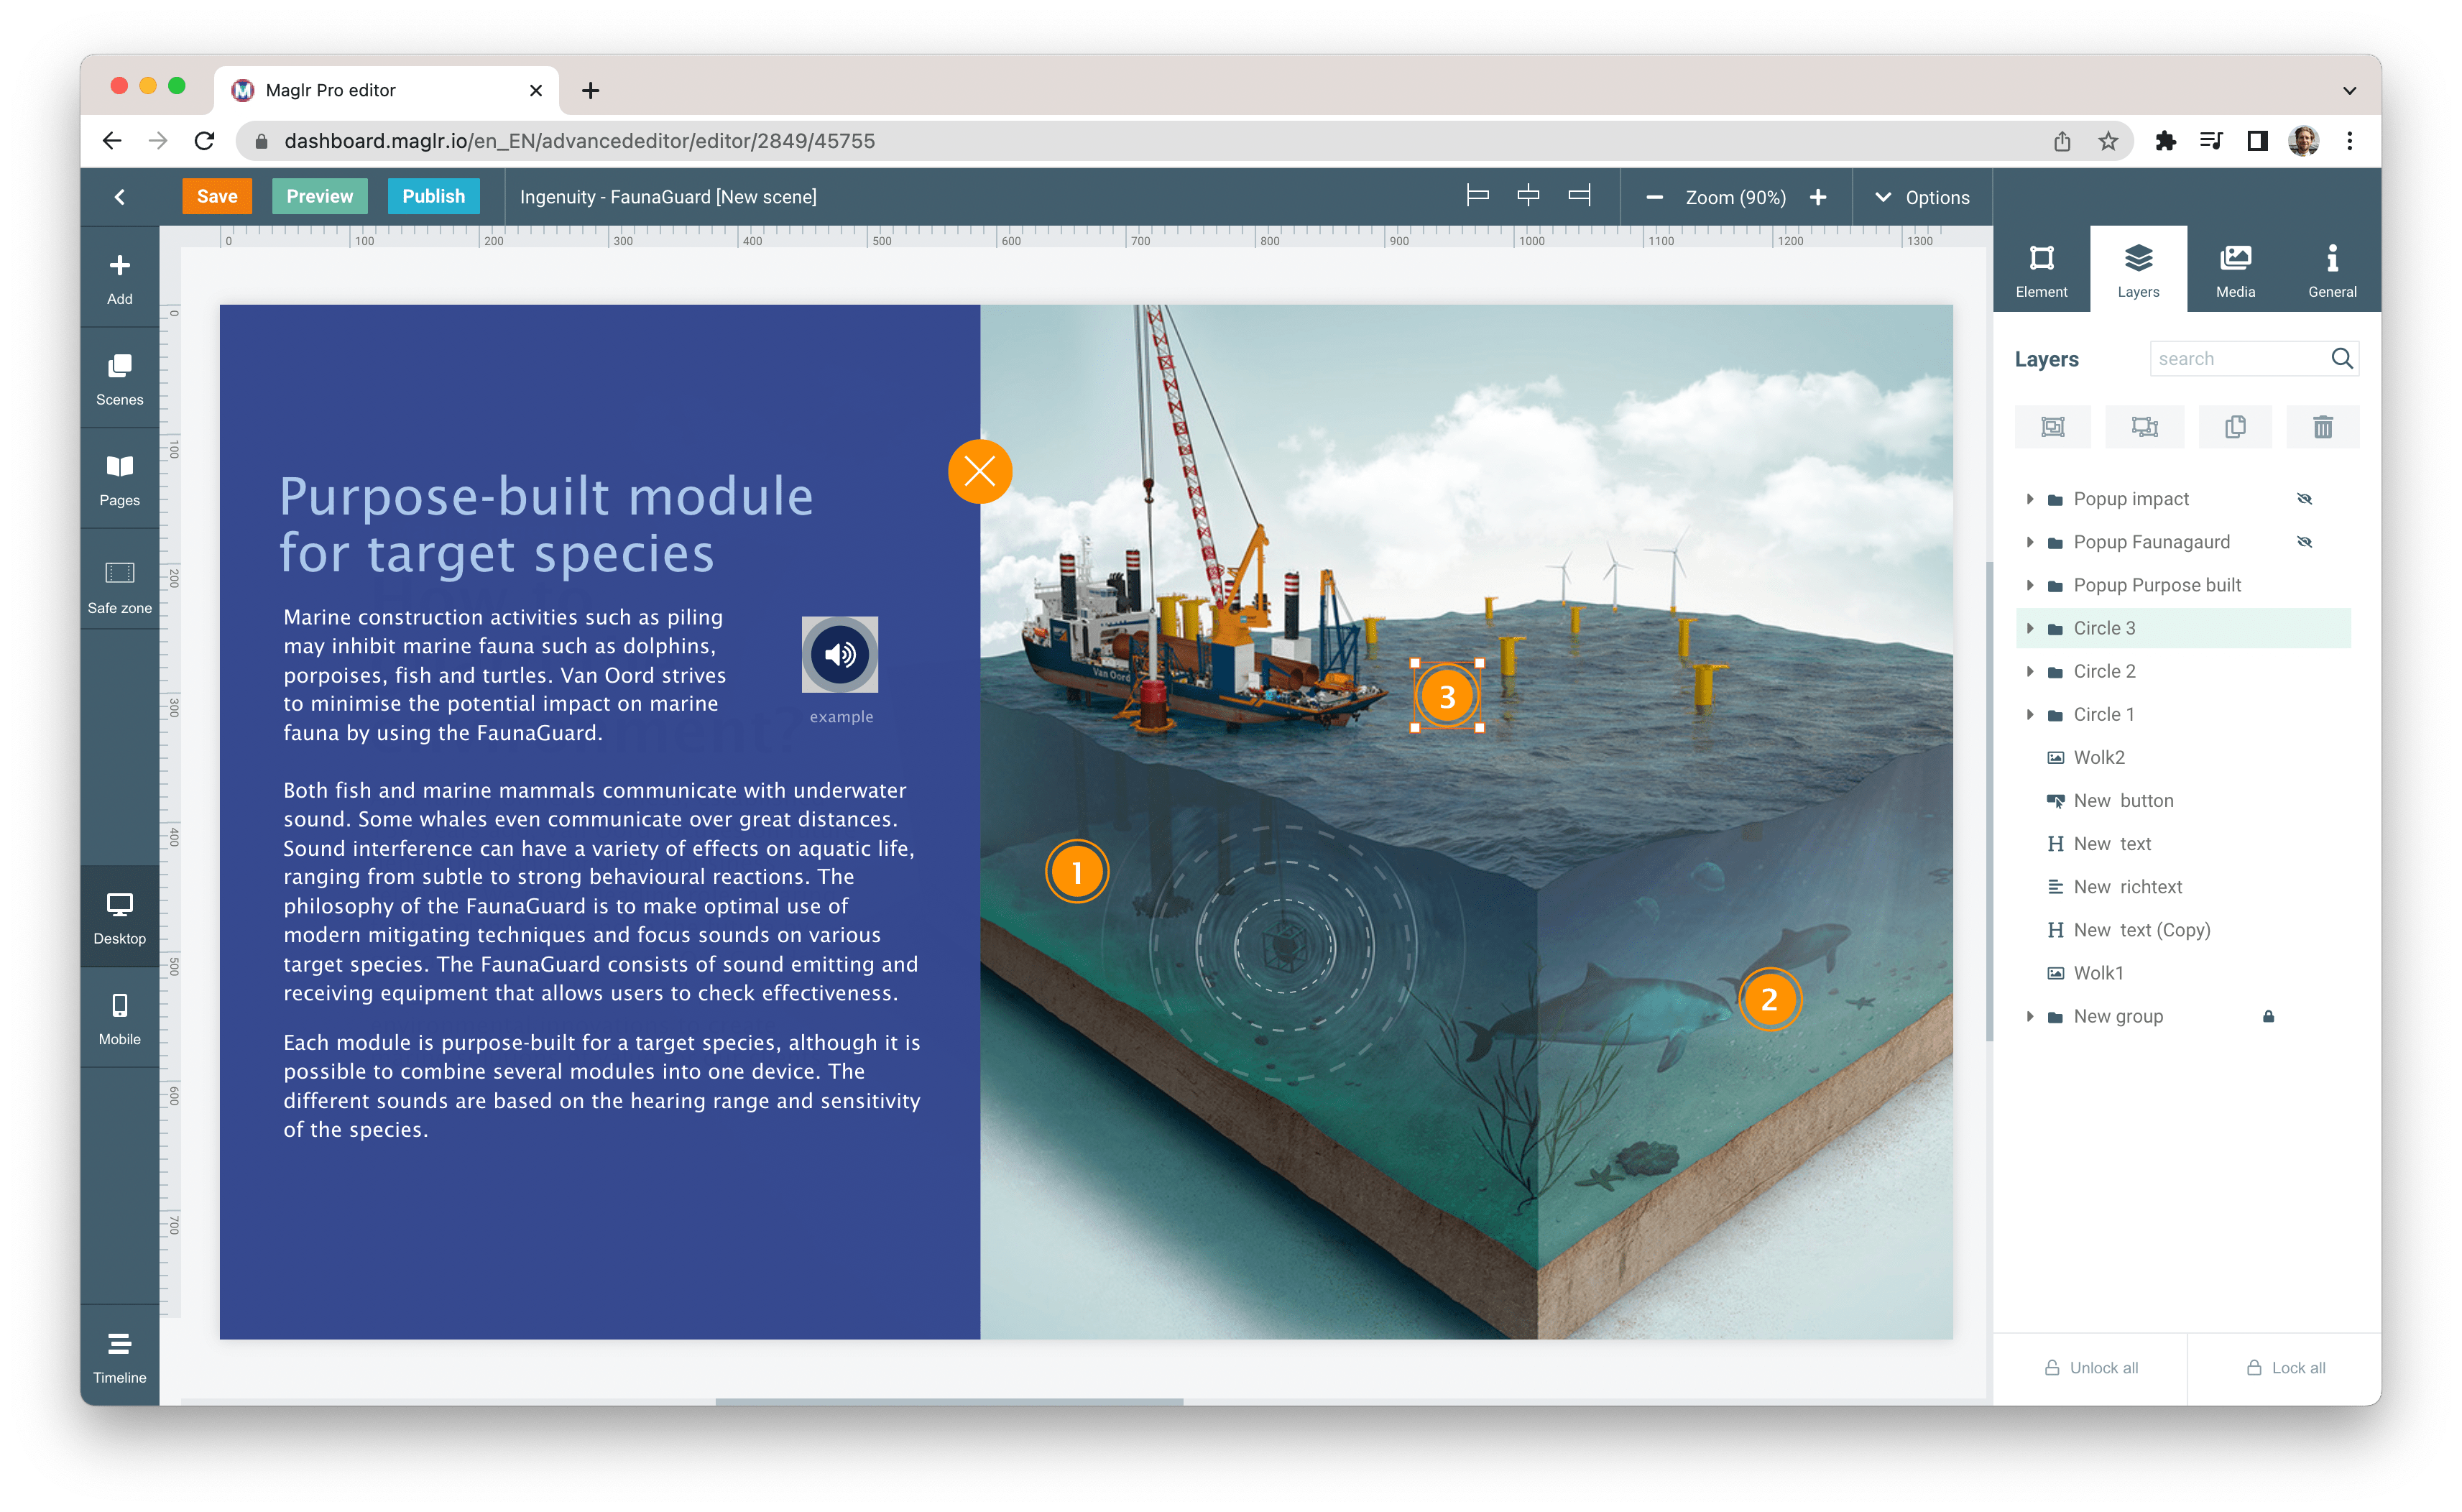 Maglr Pro editor
dashboard.maglr.io/en_EN/advancededitor/editor/2849/45755
Save
Preview
Publish
Ingenuity - FaunaGuard [New scene]
Zoom (90%)
Options
0 100 200 300 400 500 600 700 800 900 1000 1100 1200 1300
Add
Scenes
Pages
Safe zone
Desktop
Mobile
Timeline
0
100
200
300
400
500
600
700
Purpose-built module
for target species
Marine construction activities such as piling
may inhibit marine fauna such as dolphins,
porpoises, fish and turtles. Van Oord strives
to minimise the potential impact on marine
fauna by using the FaunaGuard.
example
Both fish and marine mammals communicate with underwater
sound. Some whales even communicate over great distances.
Sound interference can have a variety of effects on aquatic life,
ranging from subtle to strong behavioural reactions. The
philosophy of the FaunaGuard is to make optimal use of
modern mitigating techniques and focus sounds on various
target species. The FaunaGuard consists of sound emitting and
receiving equipment that allows users to check effectiveness.
Each module is purpose-built for a target species, although it is
possible to combine several modules into one device. The
different sounds are based on the hearing range and sensitivity
of the species.
Van Oord
3
1
2
Element
Layers
Media
General
Layers
search
Popup impact
Popup Faunagaurd
Popup Purpose built
Circle 3
Circle 2
Circle 1
Wolk2
New button
New text
New richtext
New text (Copy)
Wolk1
New group
Unlock all
Lock all